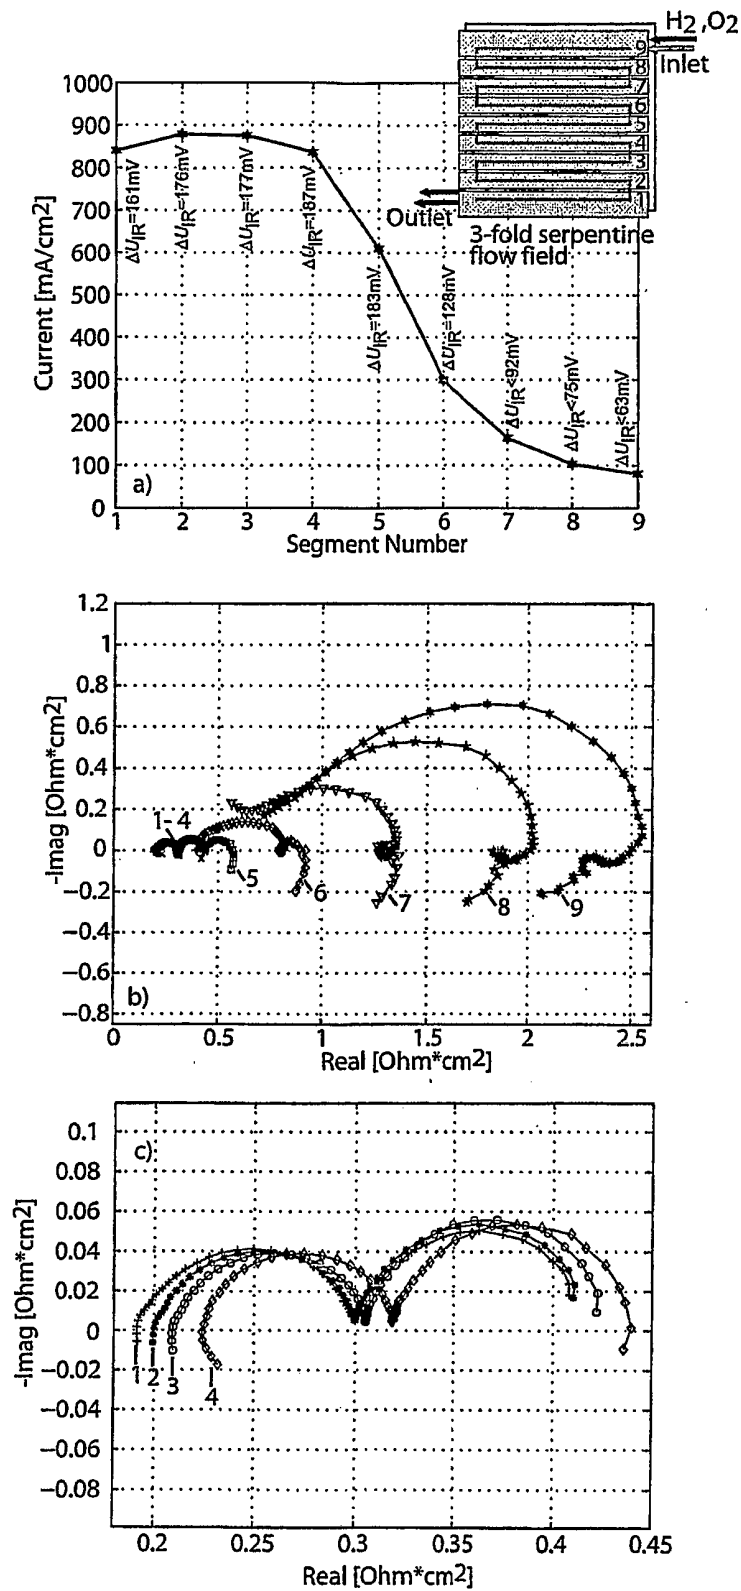 H2 ,O2
Inlet
9
8
7
6
5
4
3
2
1
Outlet
3-fold serpentine
flow field
Current [mA/cm2]
1000
900
800
700
600
500
400
300
200
100
0
ΔUIR=161mV
ΔUIR=176mV
ΔUIR=177mV
ΔUIR=187mV
ΔUIR=183mV
ΔUIR=128mV
ΔUIR<92mV
ΔUIR<75mV
ΔUIR<63mV
a)
1 2 3 4 5 6 7 8 9
Segment Number
-Imag [Ohm*cm2]
1.2
1
0.8
0.6
0.4
0.2
0
−0.2
−0.4
−0.6
−0.8
1-4
5
6
7
8
9
b)
0 0.5 1 1.5 2 2.5
Real [Ohm*cm2]
-Imag [Ohm*cm2]
c)
0.1
0.08
0.06
0.04
0.02
0
−0.02
−0.04
−0.06
−0.08
1 2 3 4
0.2 0.25 0.3 0.35 0.4 0.45
Real [Ohm*cm2]